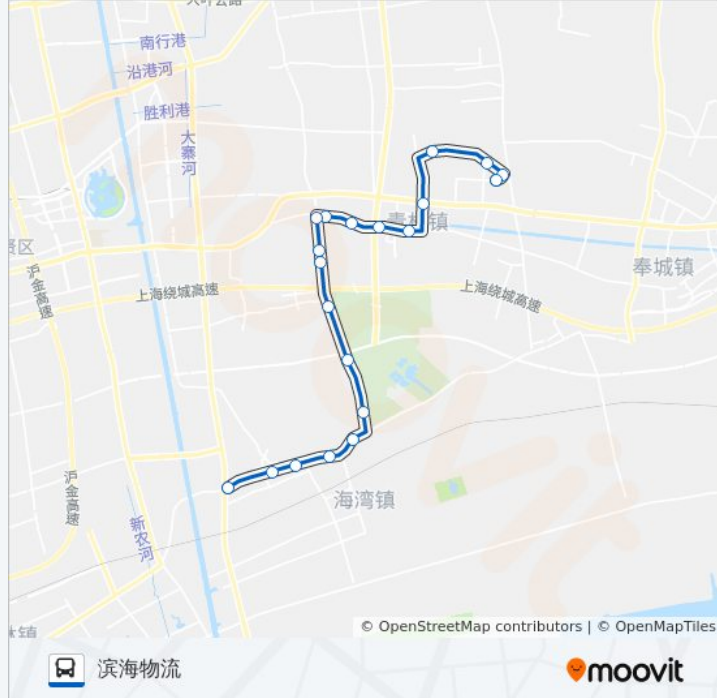 南行港
沿港河
胜利港
大寨河
镇
奉城镇
沪金高速
上海绕城高速
上海绕城高速
沪金高速
海湾镇
新农河
© OpenStreetMap contributors | © OpenMapTiles
滨海物流
moovit